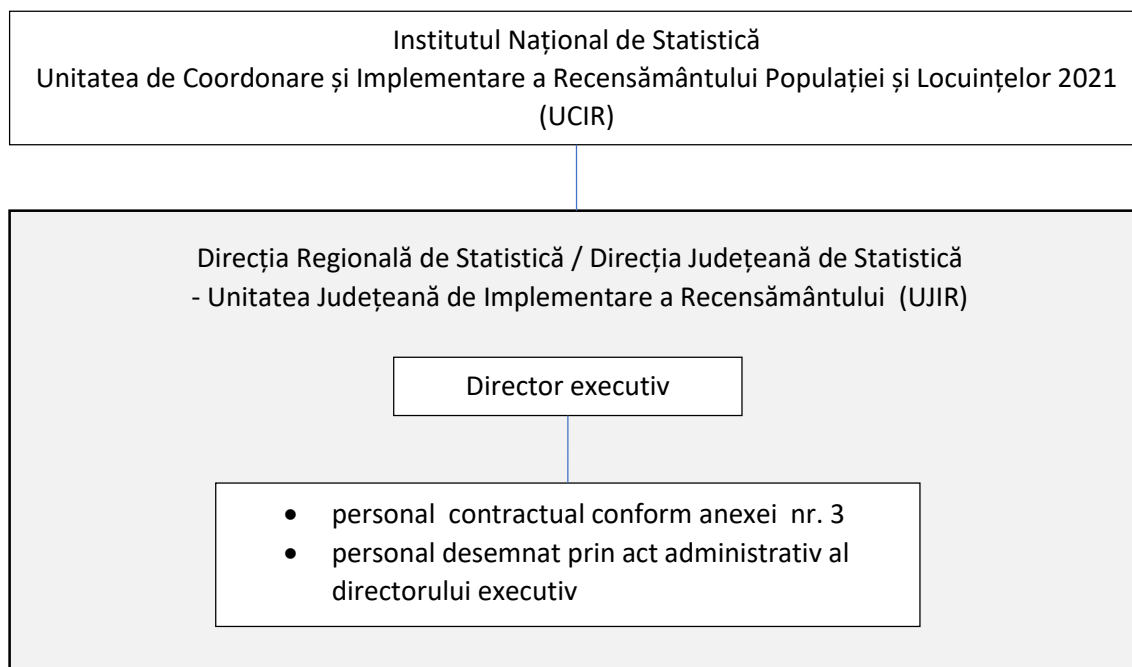 Institutul Național de Statistică
Unitatea de Coordonare și Implementare a Recensământului Populației și Locuințelor 2021
(UCIR)
Direcția Regională de Statistică / Direcția Județeană de Statistică
- Unitatea Județeană de Implementare a Recensământului (UJIR)
Director executiv
• personal contractual conform anexei nr. 3
• personal desemnat prin act administrativ al
directorului executiv